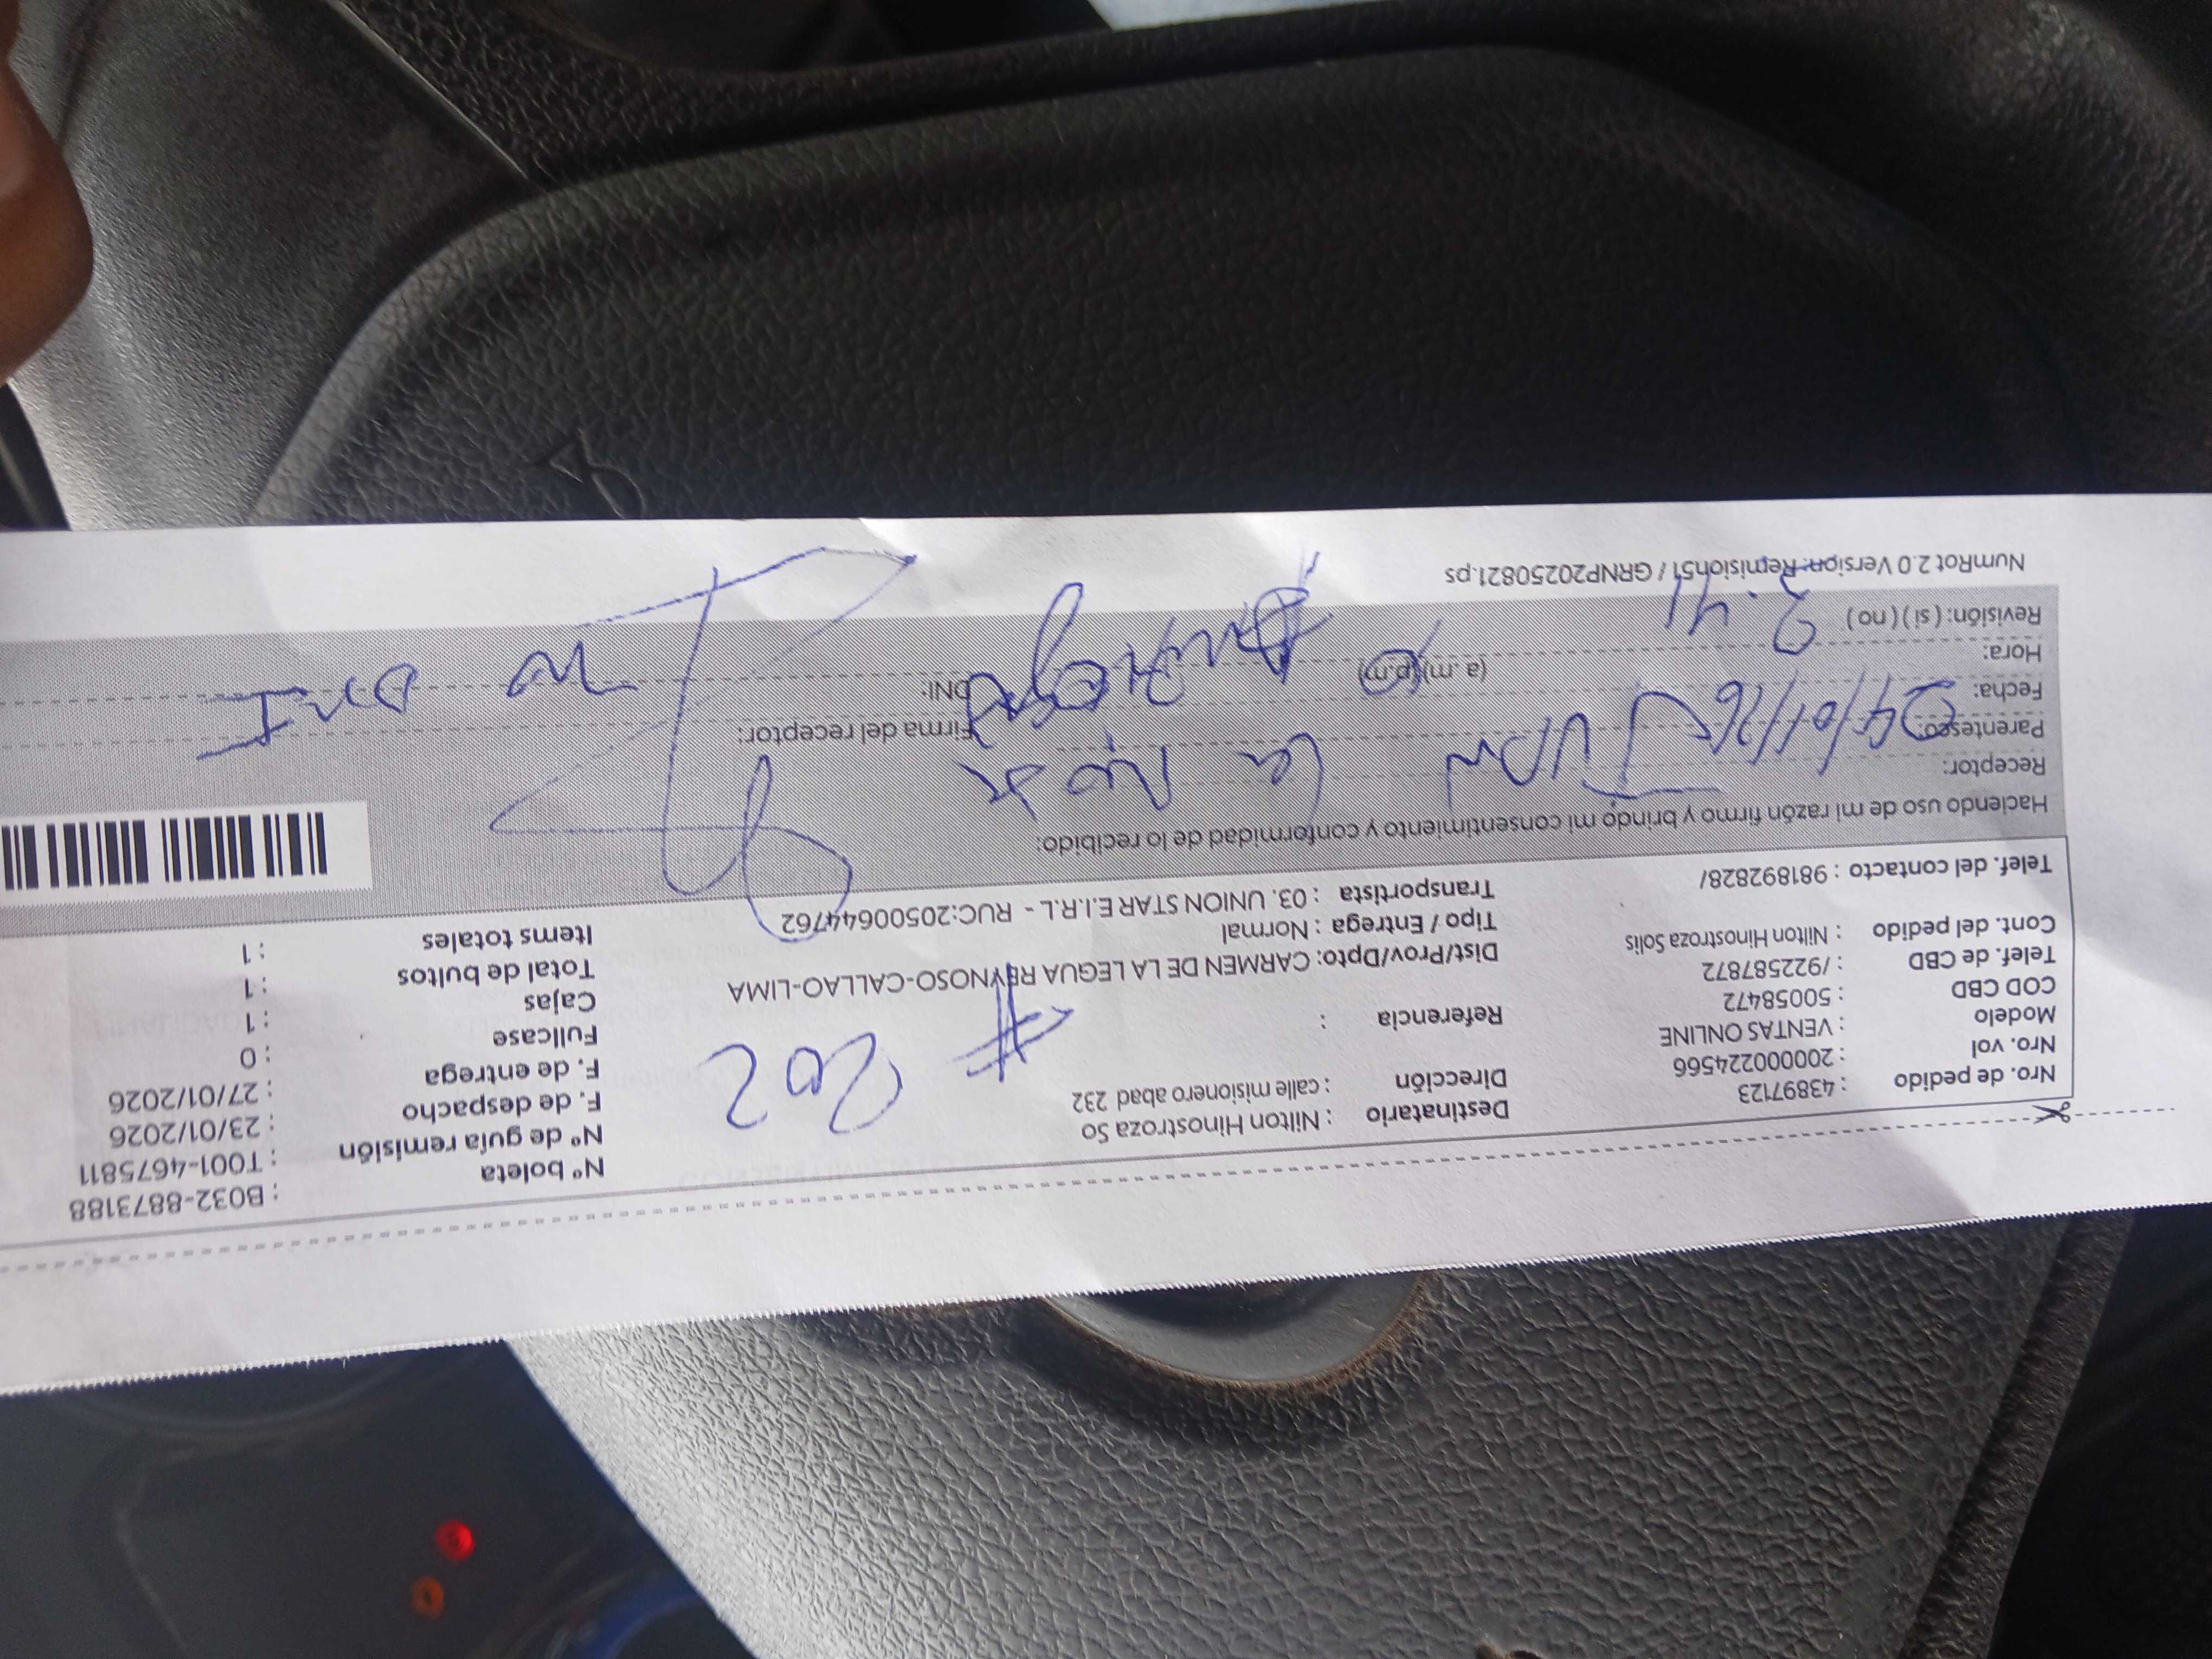 Nro. de pedido : 43897123
Nro. vol : 20000224566
Modelo : VENTAS ONLINE
COD CBD : 50058472
Telef. de CBD : /922587872
Cont. del pedido : Nilton Hinostroza Solis
Telef. del contacto : 981892828/
Destinatario : Nilton Hinostroza So
Dirección : calle misionero abad 232
Referencia :
# 202
Dist/Prov/Dpto: CARMEN DE LA LEGUA REYNOSO-CALLAO-LIMA
Tipo / Entrega : Normal
Transportista : 03. UNION STAR E.I.R.L - RUC:20500644762
N° boleta : B032-8873188
N° de guía remisión : T001-4675811
F. de despacho : 23/01/2026
F. de entrega : 27/01/2026
Fullcase : 0
Cajas : 1
Total de bultos : 1
Items totales : 1
Haciendo uso de mi razón firmo y brindo mi consentimiento y conformidad de lo recibido:
Receptor:
Parentesco:
Fecha: 24/01/26
Hora: 2:41 (a.m) (p.m)
Revisión: ( si ) ( no )
Firma del receptor:
DNI: no DNI
NumRot 2.0 Version: Remision51 / GRNP20250821.ps